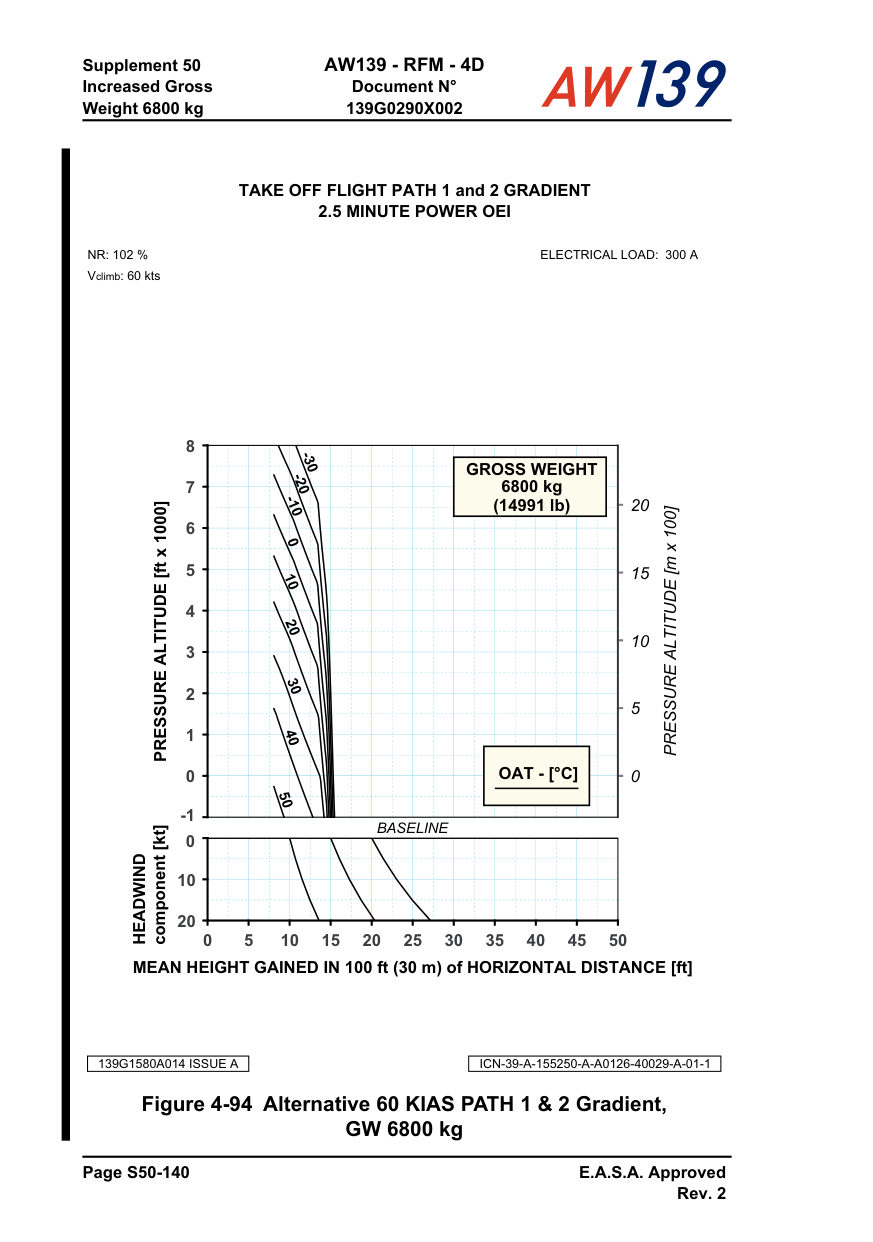 Supplement 50
Increased Gross
Weight 6800 kg
AW139 - RFM - 4D
Document N°
139G0290X002
AW139
TAKE OFF FLIGHT PATH 1 and 2 GRADIENT
2.5 MINUTE POWER OEI
NR: 102 %
ELECTRICAL LOAD: 300 A
Vclimb: 60 kts
PRESSURE ALTITUDE [ft x 1000]
8
7
6
5
4
3
2
1
0
-1
-30
-20
-10
0
10
20
30
40
50
GROSS WEIGHT
6800 kg
(14991 lb)
OAT - [°C]
20
15
10
5
0
PRESSURE ALTITUDE [m x 100]
BASELINE
HEADWIND
component [kt]
0
10
20
0 5 10 15 20 25 30 35 40 45 50
MEAN HEIGHT GAINED IN 100 ft (30 m) of HORIZONTAL DISTANCE [ft]
139G1580A014 ISSUE A
ICN-39-A-155250-A-A0126-40029-A-01-1
Figure 4-94 Alternative 60 KIAS PATH 1 & 2 Gradient,
GW 6800 kg
Page S50-140
E.A.S.A. Approved
Rev. 2